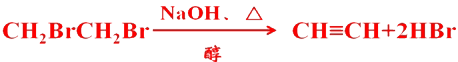 NaOH、△
CH₂BrCH₂Br → CH≡CH+2HBr
醇